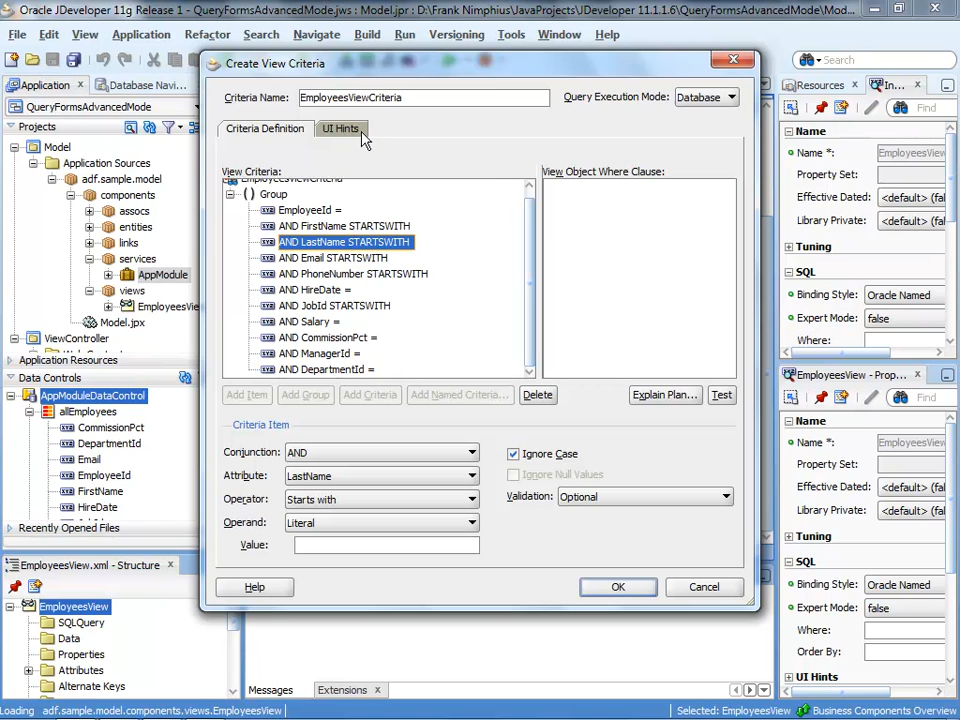 Oracle JDeveloper 11g Release 1 - QueryFormsAdvancedMode.jws : Model.jpr : D:\Frank Nimphius\JavaProjects\JDeveloper 11.1.1.6\QueryFormsAdvancedMode\Mod...
File Edit View Application Refactor Search Navigate Build Run Versioning Tools Window Help
Search
Application
Database Navi...
QueryFormsAdvancedMode
Projects
Model
Application Sources
adf.sample.model
components
assocs
entities
links
services
AppModule
views
EmployeesVie
Model.jpx
ViewController
Application Resources
Data Controls
AppModuleDataControl
allEmployees
CommissionPct
DepartmentId
Email
EmployeeId
FirstName
HireDate
Recently Opened Files
EmployeesView.xml - Structure
EmployeesView
SQLQuery
Data
Properties
Attributes
Alternate Keys
Create View Criteria
Criteria Name: EmployeesViewCriteria
Query Execution Mode: Database
Criteria Definition
UI Hints
View Criteria:
View Object Where Clause:
EmployeesViewCriteria
( ) Group
EmployeeId =
AND FirstName STARTSWITH
AND LastName STARTSWITH
AND Email STARTSWITH
AND PhoneNumber STARTSWITH
AND HireDate =
AND JobId STARTSWITH
AND Salary =
AND CommissionPct =
AND ManagerId =
AND DepartmentId =
Add Item
Add Group
Add Criteria
Add Named Criteria...
Delete
Explain Plan...
Test
Criteria Item
Conjunction: AND
Attribute: LastName
Operator: Starts with
Operand: Literal
Value:
Ignore Case
Ignore Null Values
Validation: Optional
Help
OK
Cancel
Messages
Extensions
Resources
In...
Find
Name
Name *: EmployeesView
Property Set:
Effective Dated: <default> (fal
Library Private: <default> (fal
Tuning
SQL
Binding Style: Oracle Named
Expert Mode: false
Where:
EmployeesView - Prop...
Find
Name
Name *: EmployeesView
Property Set:
Effective Dated: <default> (fal
Library Private: <default> (fal
Tuning
SQL
Binding Style: Oracle Named
Expert Mode: false
Where:
Order By:
UI Hints
Loading adf.sample.model.components.views.EmployeesView
Selected: EmployeesView
Business Components Overview